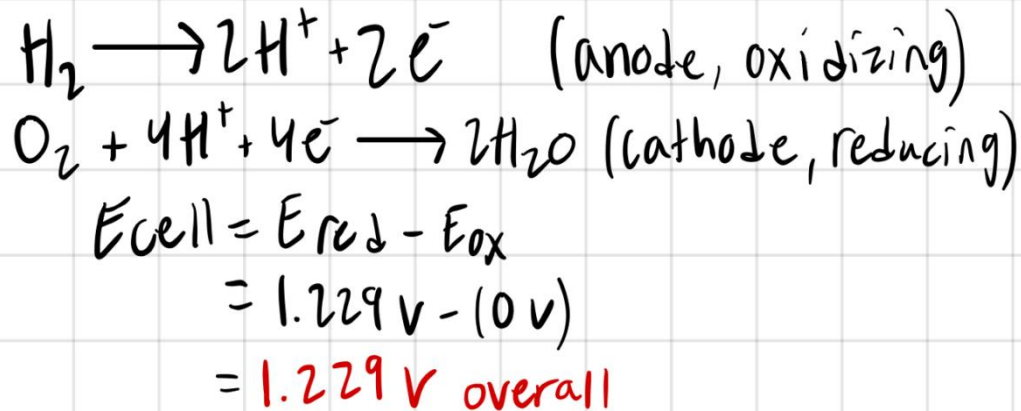 H₂ → 2H⁺ + 2e⁻ (anode, oxidizing)
O₂ + 4H⁺ + 4e⁻ → 2H₂O (cathode, reducing)
Ecell = Ered - Eox
= 1.229 V - (0 V)
= 1.229 V overall